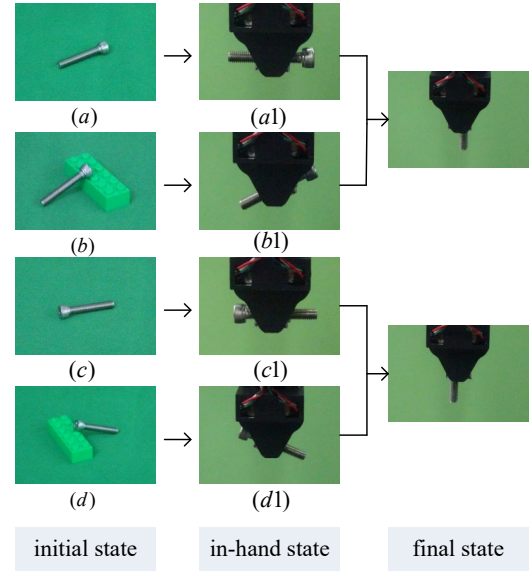 (a)
(a1)
(b)
(b1)
(c)
(c1)
(d)
(d1)
initial state
in-hand state
final state